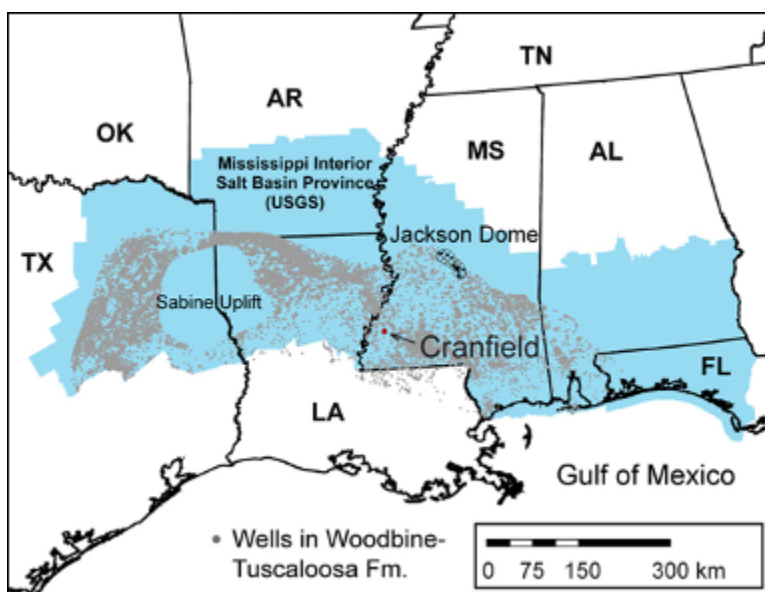 TN
AR
OK
Mississippi Interior
Salt Basin Province
(USGS)
MS
AL
Jackson Dome
TX
Sabine Uplift
Cranfield
FL
LA
Gulf of Mexico
Wells in Woodbine-
Tuscaloosa Fm.
0 75 150 300 km